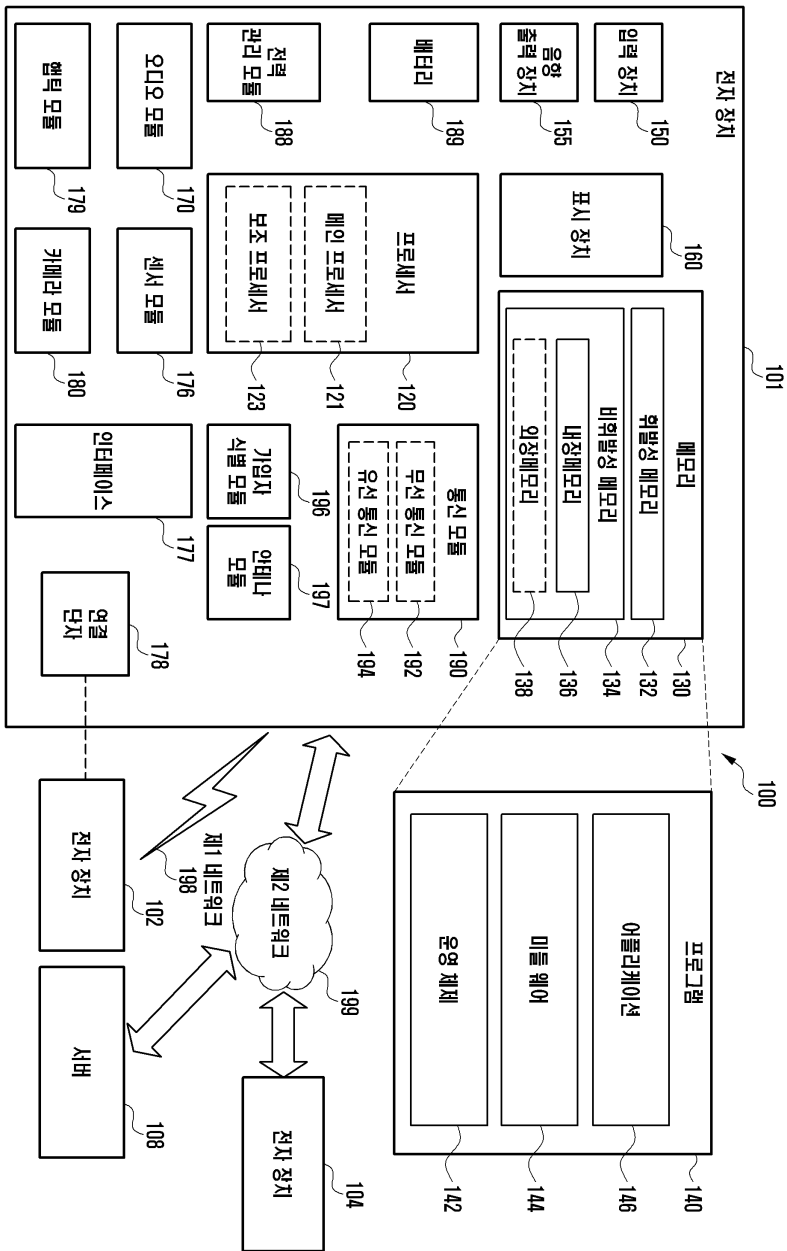 100
101
전자 장치
입력 장치
150
음향
출력 장치
155
표시 장치
160
배터리
189
전력
관리 모듈
188
오디오 모듈
170
햅틱 모듈
179
프로세서
120
메인 프로세서
121
보조 프로세서
123
센서 모듈
176
카메라 모듈
180
메모리
130
휘발성 메모리
132
비휘발성 메모리
134
내장메모리
136
외장메모리
138
통신 모듈
190
무선 통신 모듈
192
유선 통신 모듈
194
가입자
식별 모듈
196
안테나
모듈
197
인터페이스
177
연결
단자
178
프로그램
140
어플리케이션
146
미들 웨어
144
운영 체제
142
제2 네트워크
199
제1 네트워크
198
전자 장치
104
전자 장치
102
서버
108